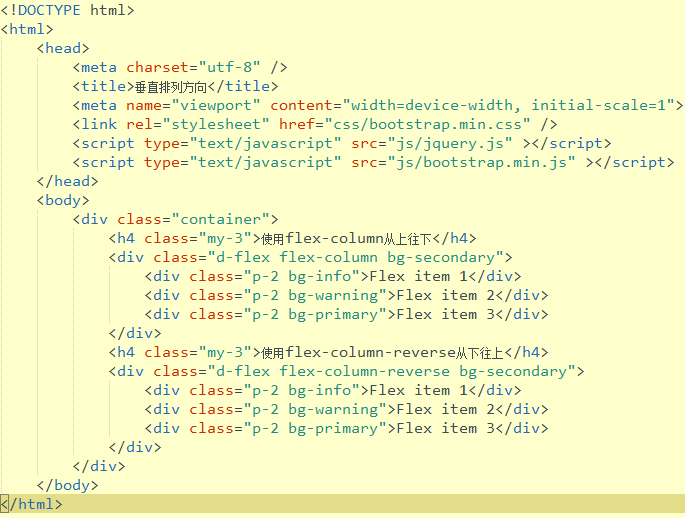 <!DOCTYPE html>
<html>
    <head>
        <meta charset="utf-8" />
        <title>垂直排列方向</title>
        <meta name="viewport" content="width=device-width, initial-scale=1">
        <link rel="stylesheet" href="css/bootstrap.min.css" />
        <script type="text/javascript" src="js/jquery.js" ></script>
        <script type="text/javascript" src="js/bootstrap.min.js" ></script>
    </head>
    <body>
        <div class="container">
            <h4 class="my-3">使用flex-column从上往下</h4>
            <div class="d-flex flex-column bg-secondary">
                <div class="p-2 bg-info">Flex item 1</div>
                <div class="p-2 bg-warning">Flex item 2</div>
                <div class="p-2 bg-primary">Flex item 3</div>
            </div>
            <h4 class="my-3">使用flex-column-reverse从下往上</h4>
            <div class="d-flex flex-column-reverse bg-secondary">
                <div class="p-2 bg-info">Flex item 1</div>
                <div class="p-2 bg-warning">Flex item 2</div>
                <div class="p-2 bg-primary">Flex item 3</div>
            </div>
        </div>
    </body>
</html>